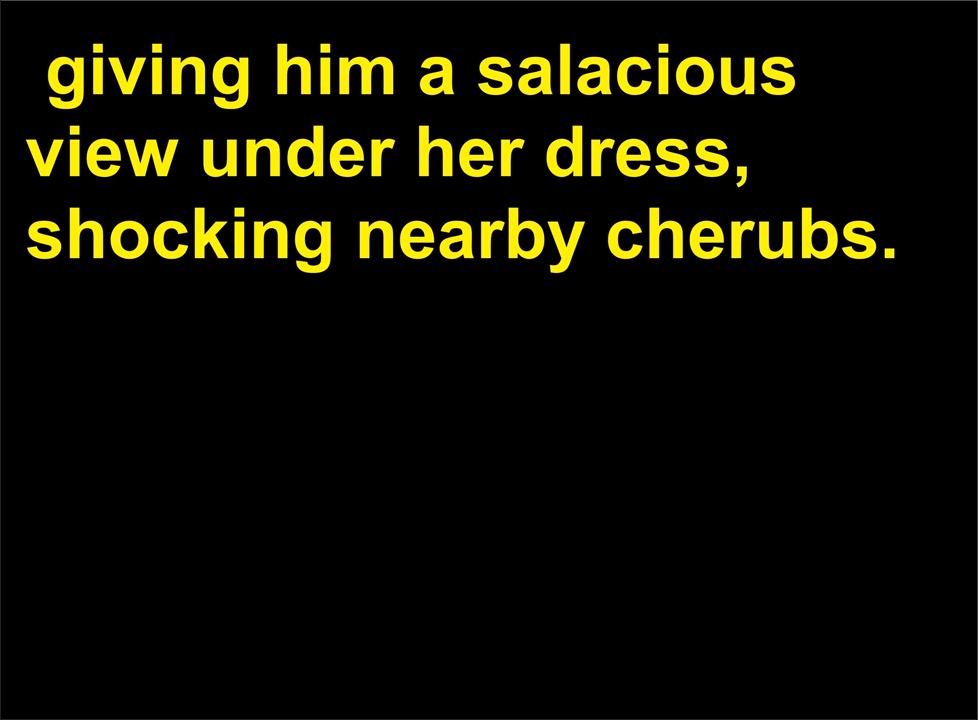 giving him a salacious
view under her dress,
shocking nearby cherubs.